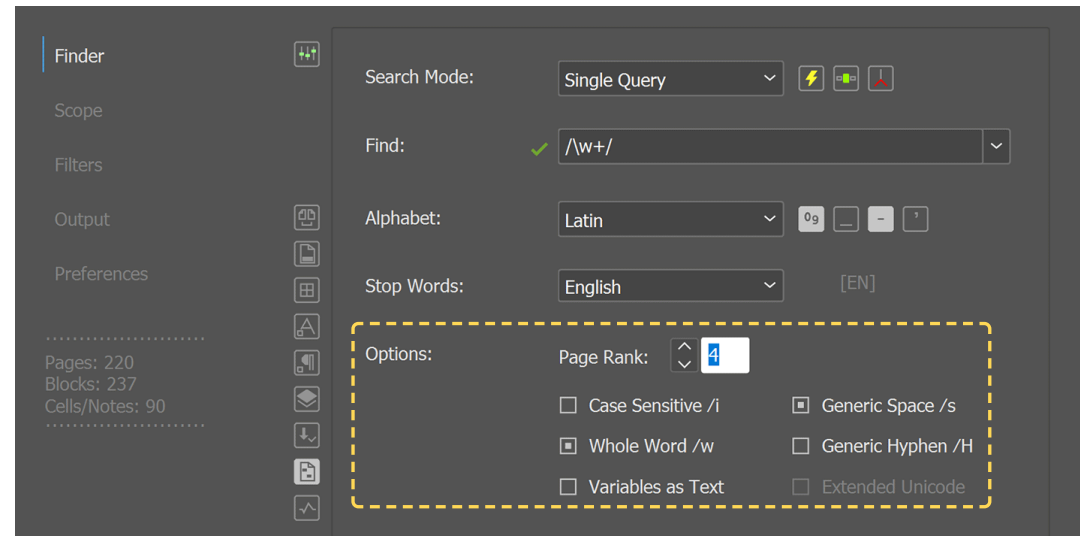 Finder
Scope
Filters
Output
Preferences
Pages: 220
Blocks: 237
Cells/Notes: 90
Search Mode: Single Query
Find: /\w+/
Alphabet: Latin 09 _ - '
Stop Words: English [EN]
Options: Page Rank: 4
Case Sensitive /i Generic Space /s
Whole Word /w Generic Hyphen /H
Variables as Text Extended Unicode